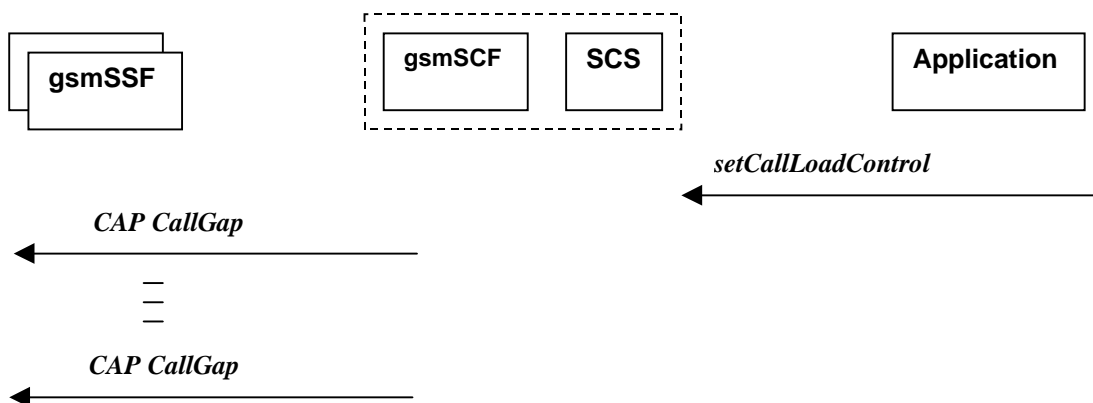 gsmSSF
gsmSCF
SCS
Application
setCallLoadControl
CAP CallGap
CAP CallGap